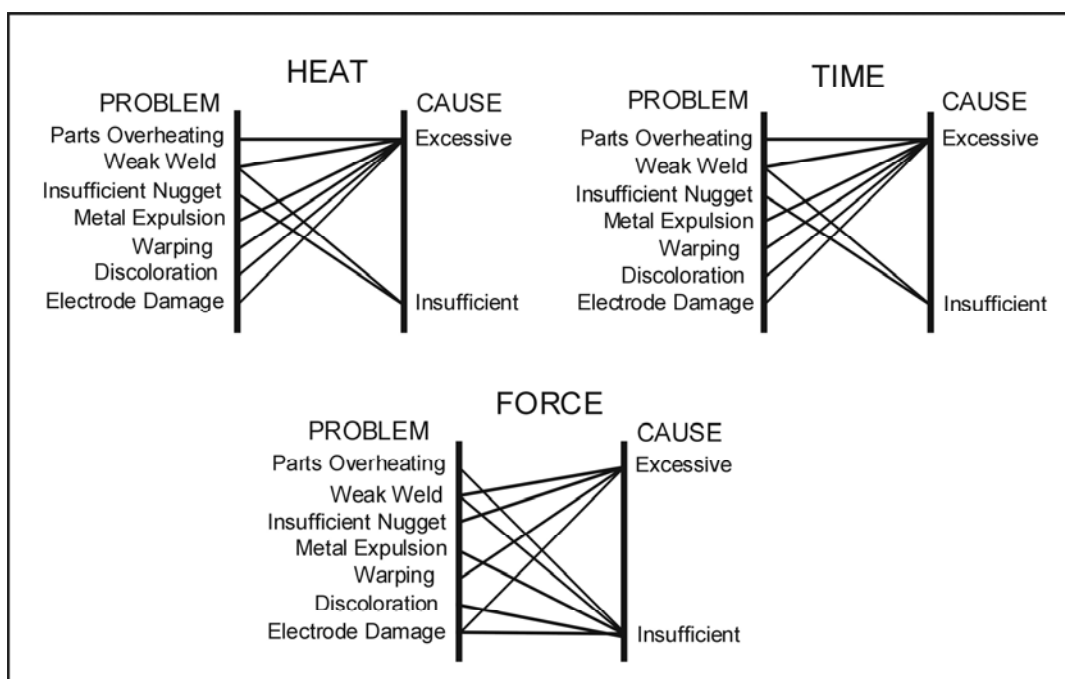 HEAT
PROBLEM CAUSE
Parts Overheating Excessive
Weak Weld
Insufficient Nugget
Metal Expulsion
Warping
Discoloration
Electrode Damage Insufficient
TIME
PROBLEM CAUSE
Parts Overheating Excessive
Weak Weld
Insufficient Nugget
Metal Expulsion
Warping
Discoloration
Electrode Damage Insufficient
FORCE
PROBLEM CAUSE
Parts Overheating Excessive
Weak Weld
Insufficient Nugget
Metal Expulsion
Warping
Discoloration
Electrode Damage Insufficient